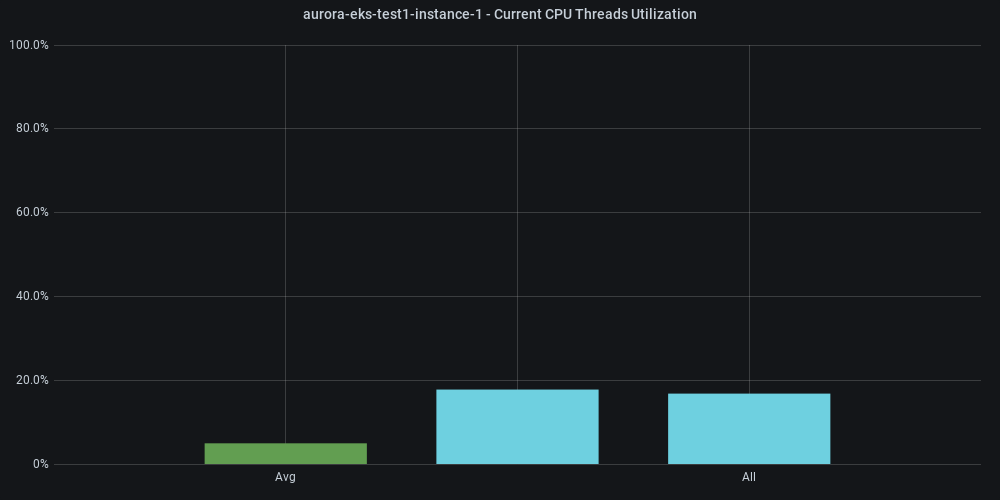 aurora-eks-test1-instance-1 - Current CPU Threads Utilization
100.0%
80.0%
60.0%
40.0%
20.0%
0%
Avg
All